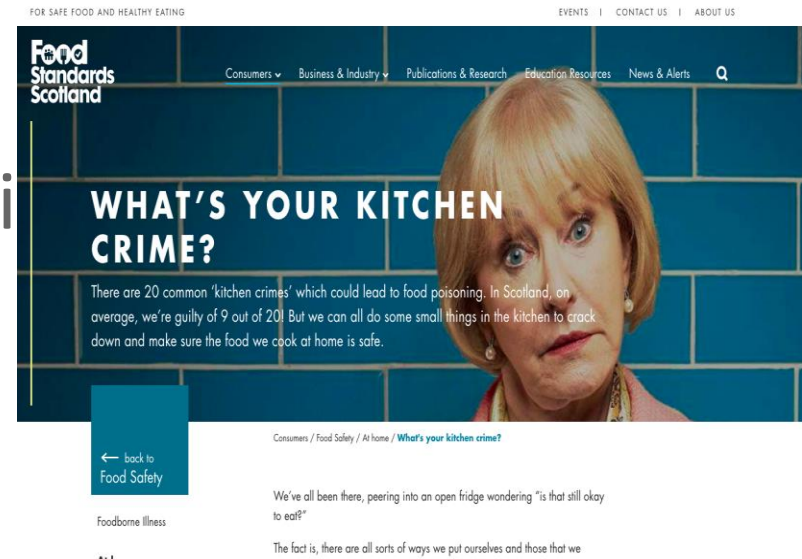 FOR SAFE FOOD AND HEALTHY EATING
EVENTS | CONTACT US | ABOUT US
Food
Standards
Scotland
Consumers Business & Industry Publications & Research Education Resources News & Alerts
i
WHAT'S YOUR KITCHEN
CRIME?
There are 20 common 'kitchen crimes' which could lead to food poisoning. In Scotland, on
average, we're guilty of 9 out of 20! But we can all do some small things in the kitchen to crack
down and make sure the food we cook at home is safe.
Consumers / Food Safety / At home / What's your kitchen crime?
← back to
Food Safety
We've all been there, peering into an open fridge wondering "is that still okay
to eat?"
Foodborne Illness
The fact is, there are all sorts of ways we put ourselves and those that we